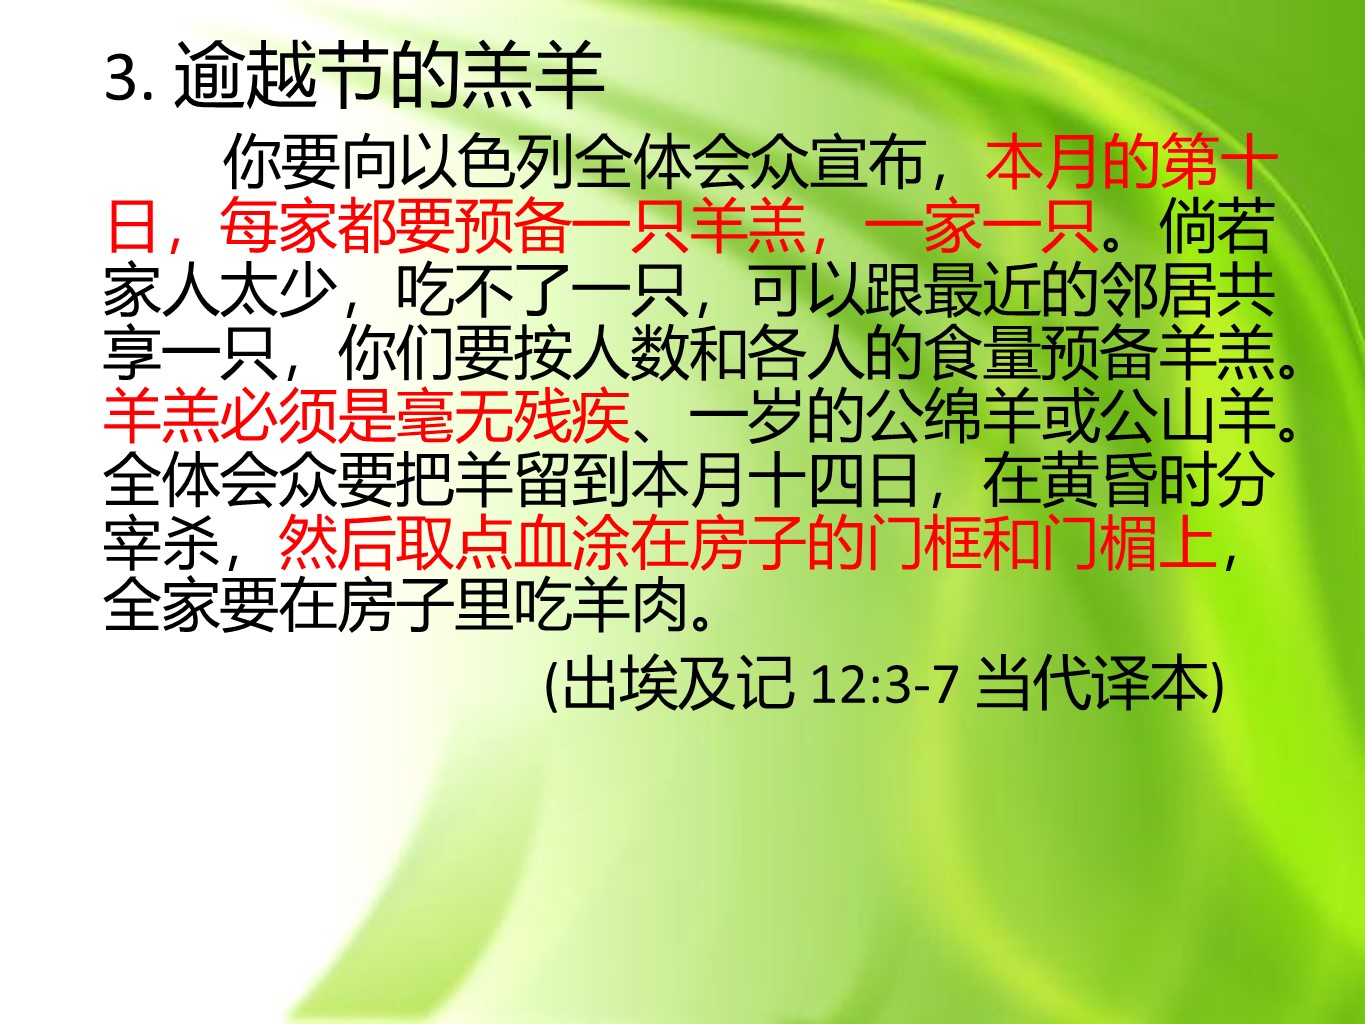 3. 逾越节的羔羊
你要向以色列全体会众宣布，本月的第十
日，每家都要预备一只羊羔，一家一只。倘若
家人太少，吃不了一只，可以跟最近的邻居共
享一只，你们要按人数和各人的食量预备羊羔。
羊羔必须是毫无残疾、一岁的公绵羊或公山羊。
全体会众要把羊留到本月十四日，在黄昏时分
宰杀，然后取点血涂在房子的门框和门楣上，
全家要在房子里吃羊肉。
(出埃及记 12:3-7 当代译本)